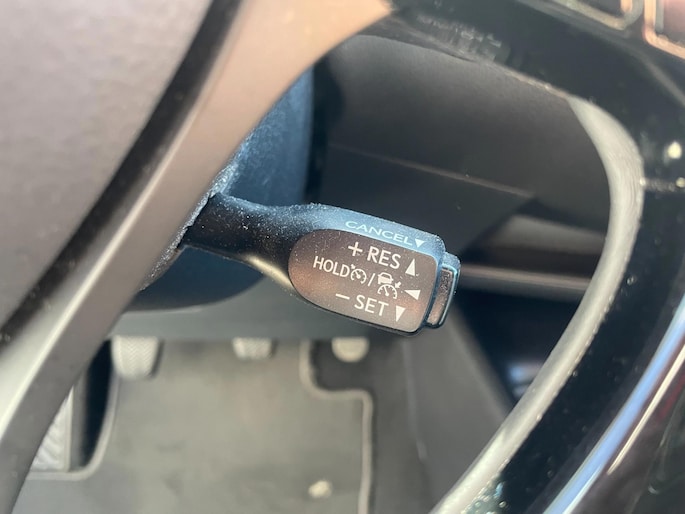 CANCEL▼
+ RES ▲
HOLD / ◀
− SET ▼